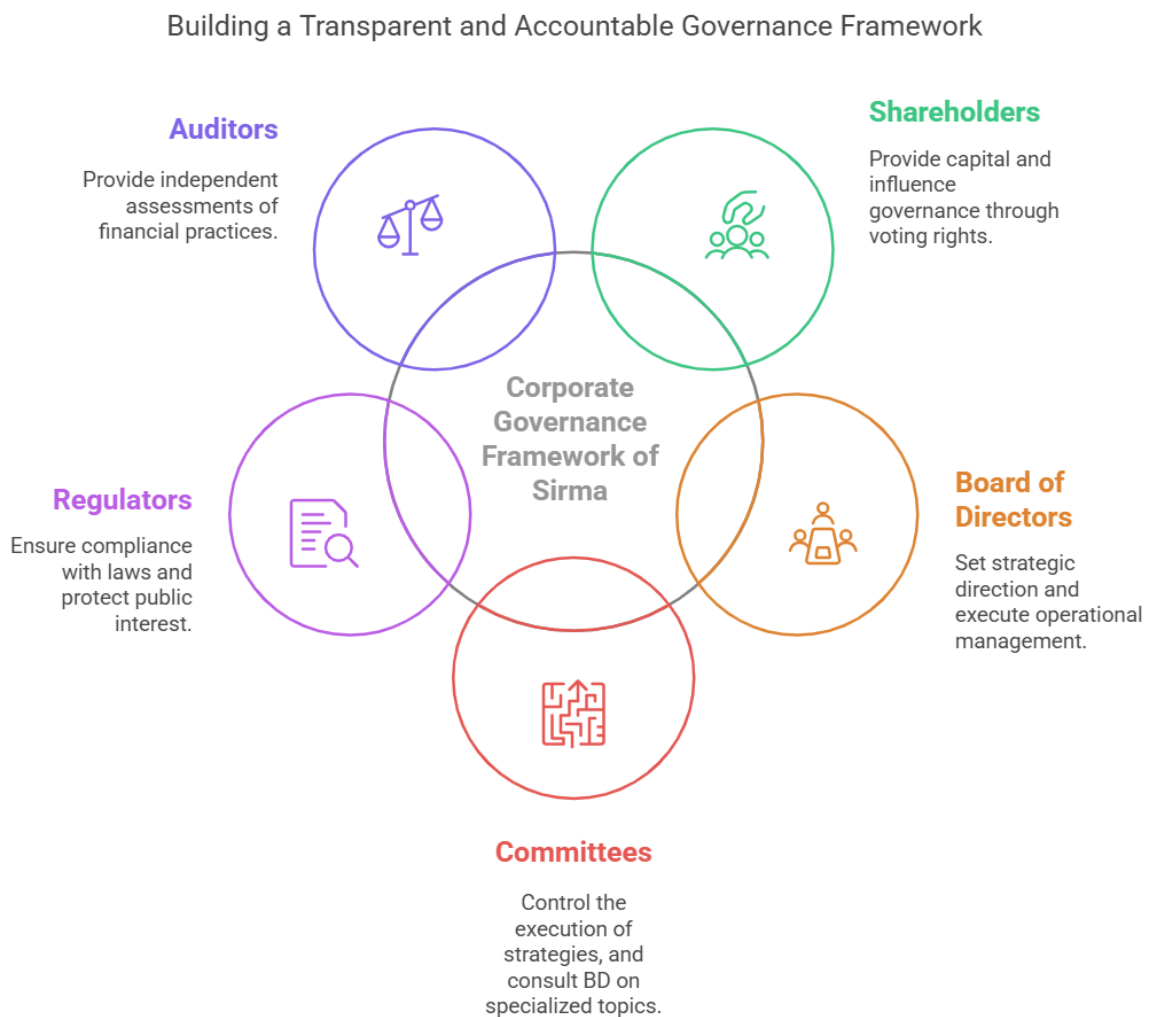 Building a Transparent and Accountable Governance Framework
Auditors
Provide independent
assessments of
financial practices.
Shareholders
Provide capital and
influence
governance through
voting rights.
Corporate
Governance
Framework of
Sirma
Regulators
Ensure compliance
with laws and
protect public
interest.
Board of
Directors
Set strategic
direction and
execute operational
management.
Committees
Control the
execution of
strategies, and
consult BD on
specialized topics.